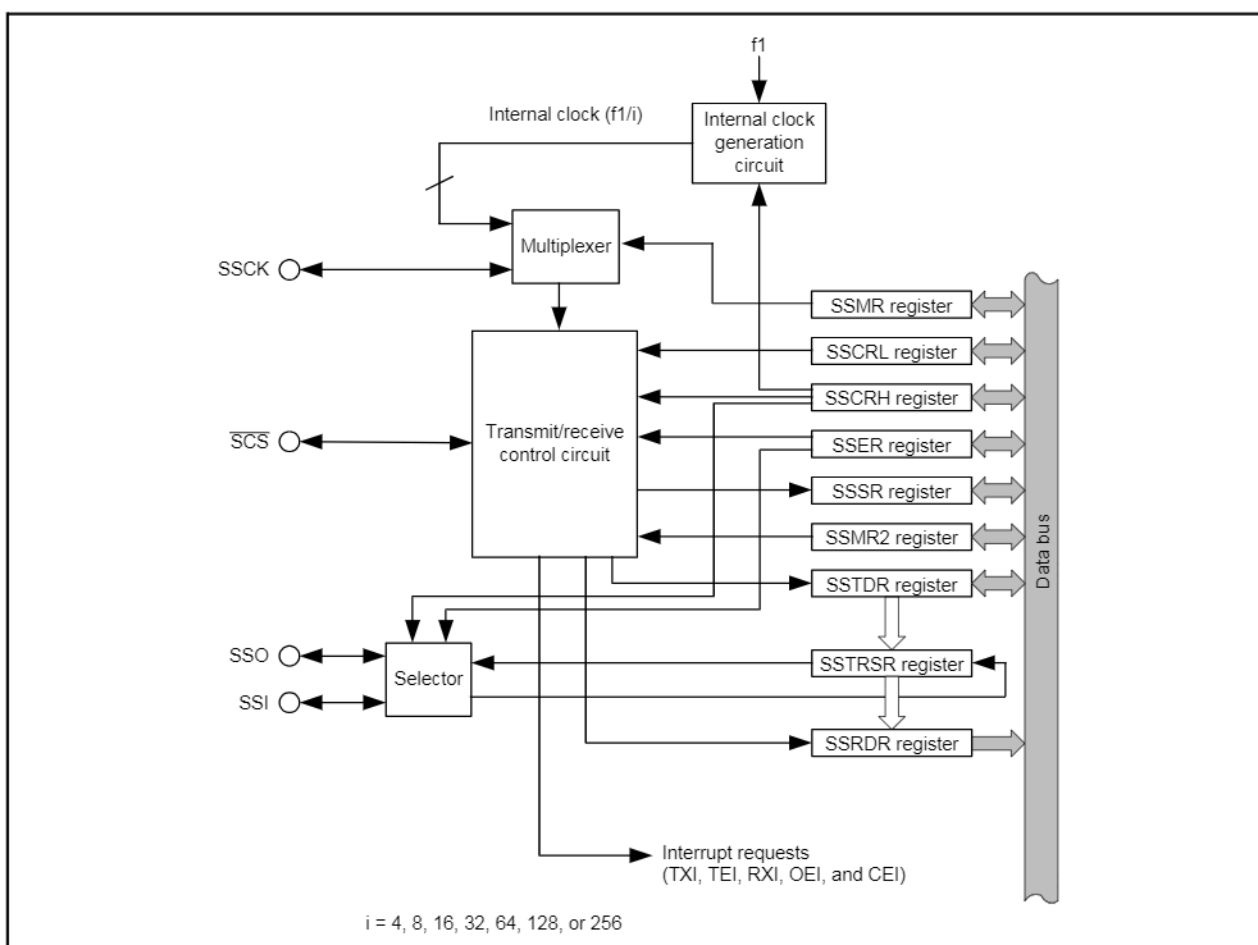 f1
Internal clock (f1/i)
Internal clock
generation
circuit
Multiplexer
SSCK
SSMR register
SSCRL register
SSCRH register
SCS
Transmit/receive
control circuit
SSER register
SSSR register
SSMR2 register
Data bus
SSTDR register
SSO
SSTRSR register
Selector
SSI
SSRDR register
Interrupt requests
(TXI, TEI, RXI, OEI, and CEI)
i = 4, 8, 16, 32, 64, 128, or 256